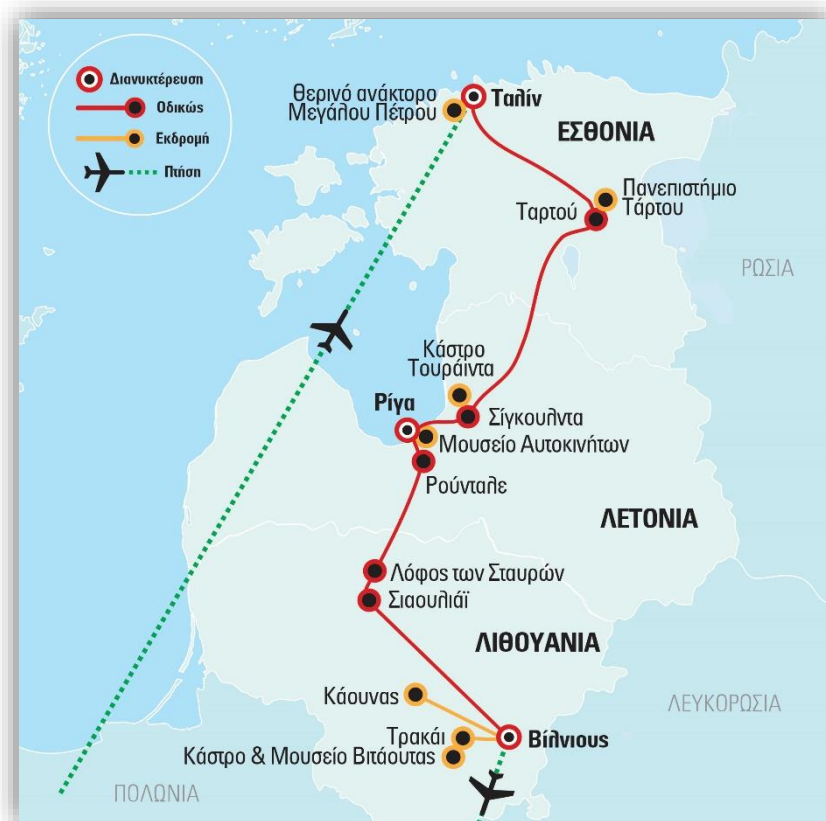 Διανυκτέρευση
Οδικώς
Εκδρομή
Πτήση
Θερινό ανάκτορο
Μεγάλου Πέτρου
Ταλίν
ΕΣΘΟΝΙΑ
Πανεπιστήμιο
Τάρτου
Ταρτού
ΡΩΣΙΑ
Κάστρο
Τουράιντα
Ρίγα
Σίγκουλντα
Μουσείο Αυτοκινήτων
Ρούνταλε
ΛΕΤΟΝΙΑ
Λόφος των Σταυρών
Σιαουλιάϊ
ΛΙΘΟΥΑΝΙΑ
Κάουνας
ΛΕΥΚΟΡΩΣΙΑ
Τρακάι
Βίλνιους
Κάστρο & Μουσείο Βιτάουτας
ΠΟΛΩΝΙΑ